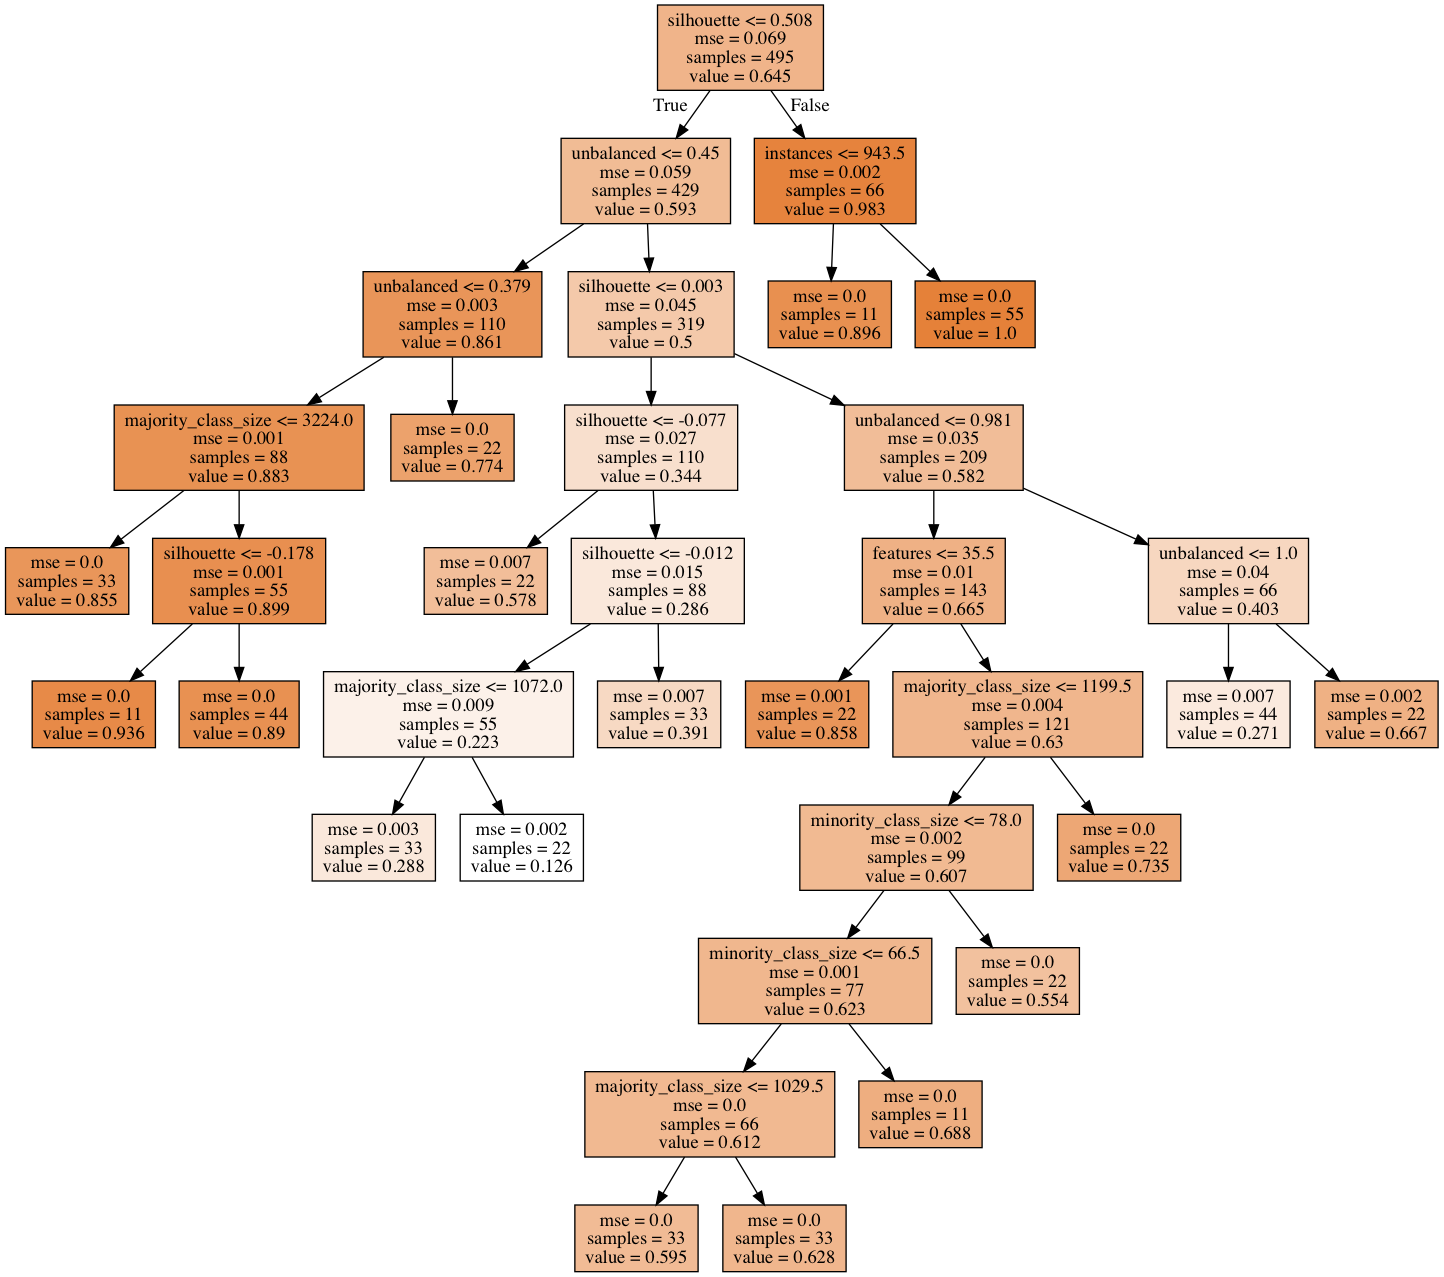 silhouette <= 0.508
mse = 0.069
samples = 495
value = 0.645
True
False
unbalanced <= 0.45
mse = 0.059
samples = 429
value = 0.593
instances <= 943.5
mse = 0.002
samples = 66
value = 0.983
unbalanced <= 0.379
mse = 0.003
samples = 110
value = 0.861
silhouette <= 0.003
mse = 0.045
samples = 319
value = 0.5
mse = 0.0
samples = 11
value = 0.896
mse = 0.0
samples = 55
value = 1.0
majority_class_size <= 3224.0
mse = 0.001
samples = 88
value = 0.883
mse = 0.0
samples = 22
value = 0.774
silhouette <= -0.077
mse = 0.027
samples = 110
value = 0.344
unbalanced <= 0.981
mse = 0.035
samples = 209
value = 0.582
mse = 0.0
samples = 33
value = 0.855
silhouette <= -0.178
mse = 0.001
samples = 55
value = 0.899
mse = 0.007
samples = 22
value = 0.578
silhouette <= -0.012
mse = 0.015
samples = 88
value = 0.286
features <= 35.5
mse = 0.01
samples = 143
value = 0.665
unbalanced <= 1.0
mse = 0.04
samples = 66
value = 0.403
mse = 0.0
samples = 11
value = 0.936
mse = 0.0
samples = 44
value = 0.89
majority_class_size <= 1072.0
mse = 0.009
samples = 55
value = 0.223
mse = 0.007
samples = 33
value = 0.391
mse = 0.001
samples = 22
value = 0.858
majority_class_size <= 1199.5
mse = 0.004
samples = 121
value = 0.63
mse = 0.007
samples = 44
value = 0.271
mse = 0.002
samples = 22
value = 0.667
mse = 0.003
samples = 33
value = 0.288
mse = 0.002
samples = 22
value = 0.126
minority_class_size <= 78.0
mse = 0.002
samples = 99
value = 0.607
mse = 0.0
samples = 22
value = 0.735
minority_class_size <= 66.5
mse = 0.001
samples = 77
value = 0.623
mse = 0.0
samples = 22
value = 0.554
majority_class_size <= 1029.5
mse = 0.0
samples = 66
value = 0.612
mse = 0.0
samples = 11
value = 0.688
mse = 0.0
samples = 33
value = 0.595
mse = 0.0
samples = 33
value = 0.628